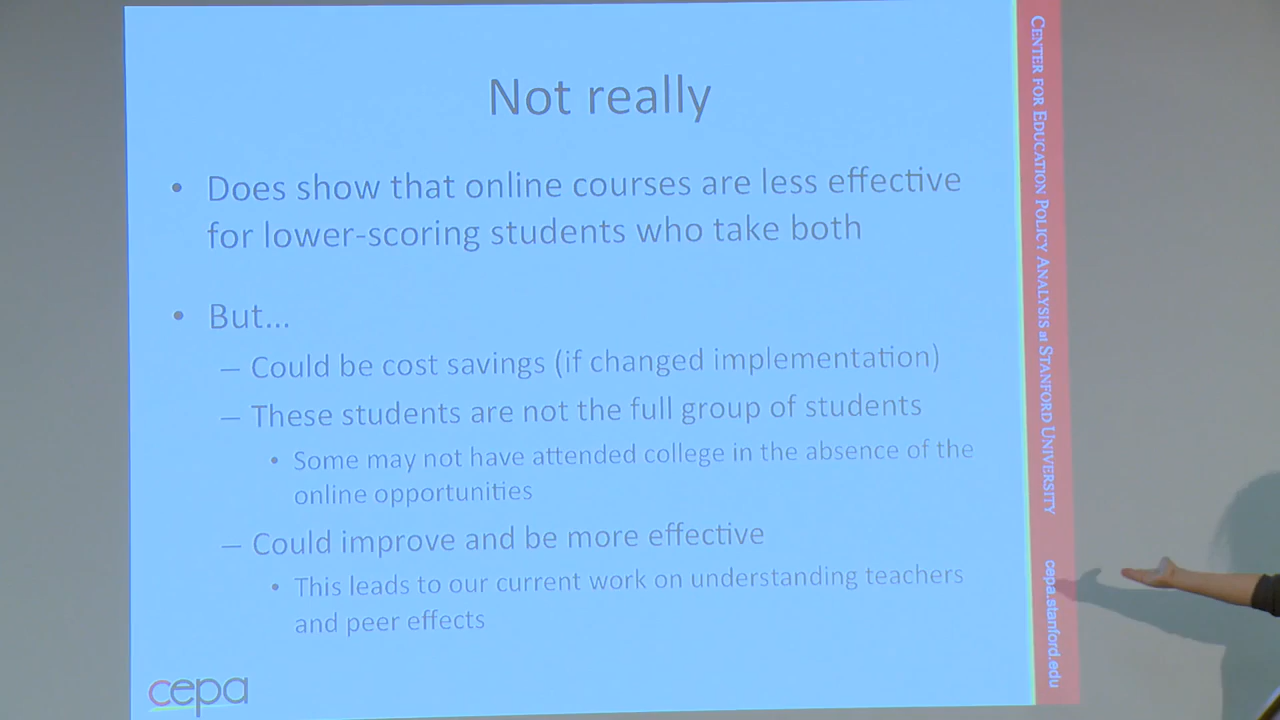 Not really
• Does show that online courses are less effective
for lower-scoring students who take both
• But...
– Could be cost savings (if changed implementation)
– These students are not the full group of students
• Some may not have attended college in the absence of the
online opportunities
– Could improve and be more effective
• This leads to our current work on understanding teachers
and peer effects
cepa
CENTER FOR EDUCATION POLICY ANALYSIS at STANFORD UNIVERSITY
cepa.stanford.edu